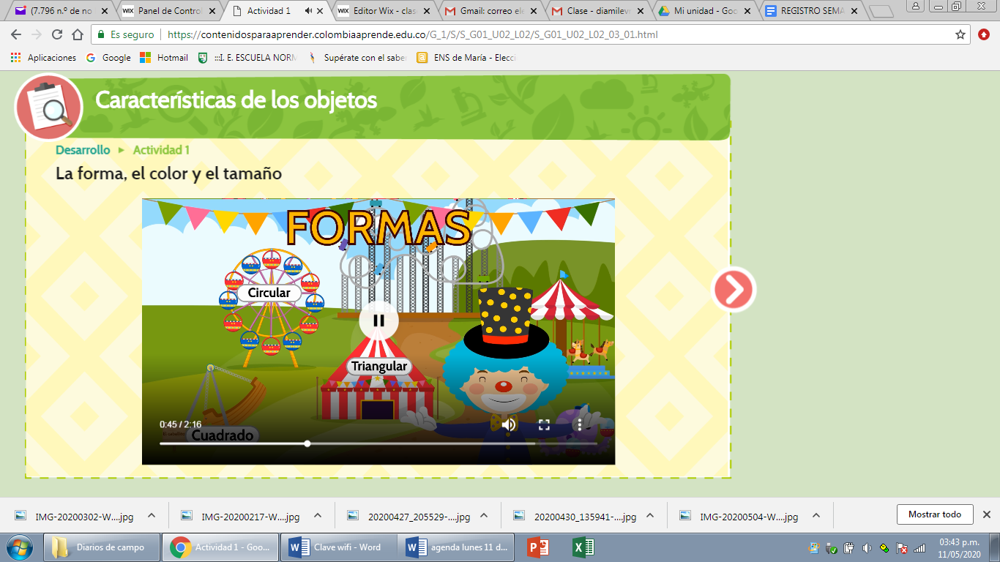 (7.796 n.º de no
Panel de Control
Actividad 1
Editor Wix - clas
Gmail: correo ele
Clase - diamilevr
Mi unidad - Goo
REGISTRO SEMA
Es seguro
https://contenidosparaaprender.colombiaaprende.edu.co/G_1/S/S_G01_U02_L02/S_G01_U02_L02_03_01.html
Aplicaciones
Google
Hotmail
:::I. E. ESCUELA NORM
Supérate con el sabe
ENS de María - Elecci
Características de los objetos
Desarrollo
Actividad 1
La forma, el color y el tamaño
FORMAS
Circular
Triangular
Cuadrado
0:45 / 2:16
IMG-20200302-W....jpg
IMG-20200217-W....jpg
20200427_205529-....jpg
20200430_135941-....jpg
IMG-20200504-W....jpg
Mostrar todo
Diarios de campo
Actividad 1 - Goo...
Clave wifi - Word
agenda lunes 11 d...
03:43 p.m.
11/05/2020